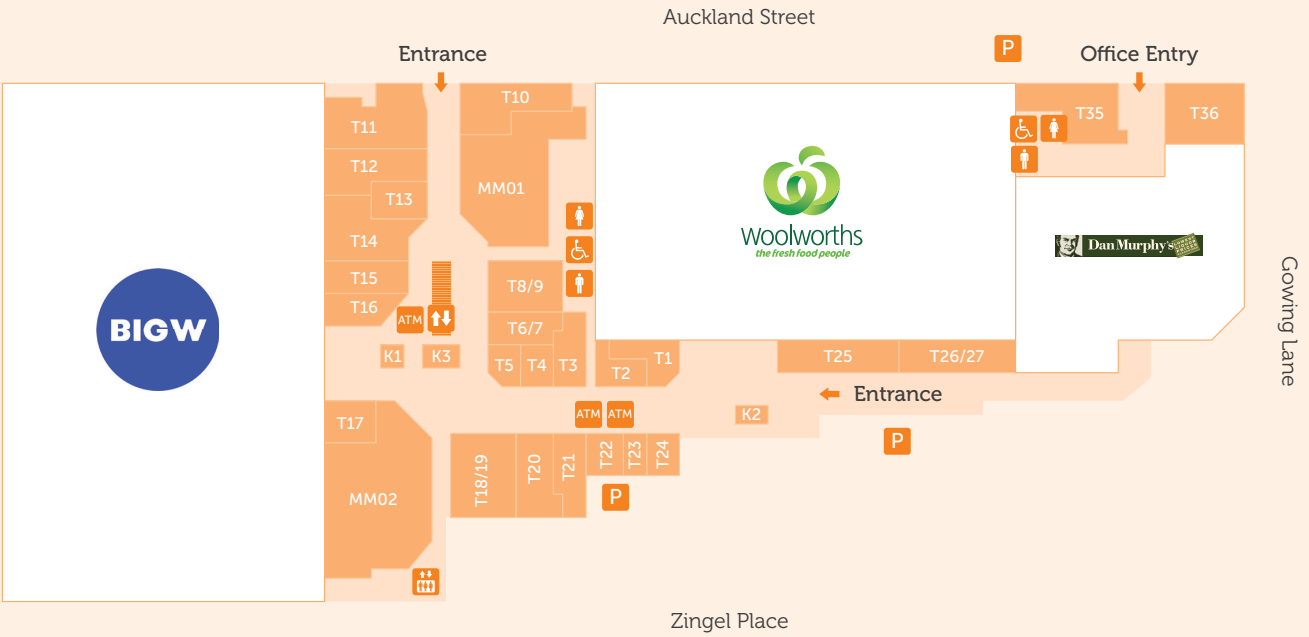 Auckland Street
Entrance
P
Office Entry
T10
T11
T35
T36
T12
MM01
T13
Woolworths
the fresh food people
Dan Murphy's
T14
T15
T8/9
T16
ATM
BIGW
T6/7
K1
K3
T5
T4
T3
T1
T2
T25
T26/27
Gowing Lane
Entrance
ATM
ATM
K2
T17
P
T18/19
T20
T21
T22
T23
T24
MM02
P
Zingel Place